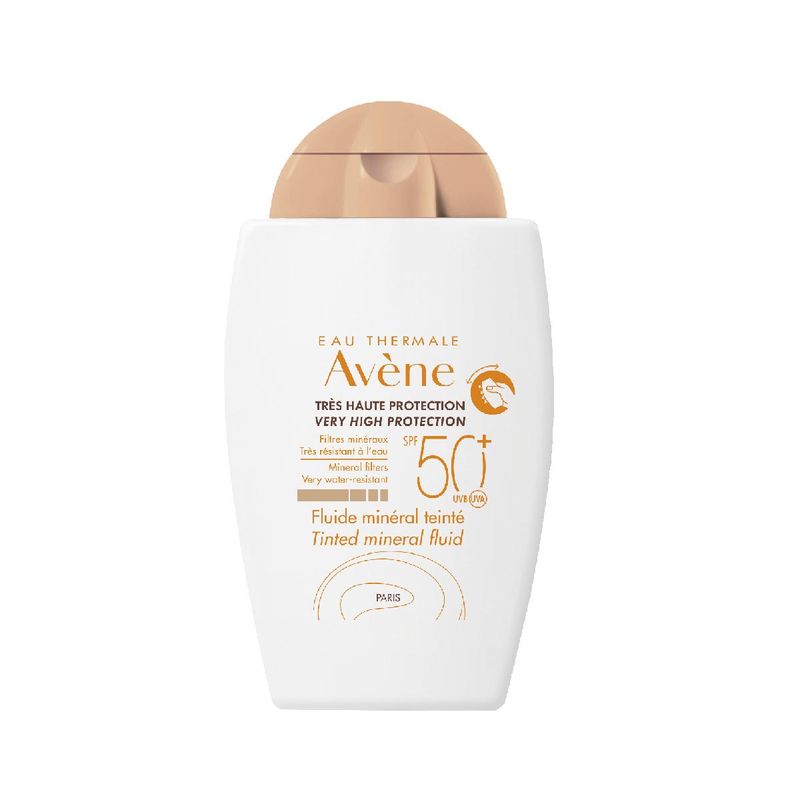 EAU THERMALE
Avène
TRÈS HAUTE PROTECTION
VERY HIGH PROTECTION
Filtres minéraux
Très résistant à l'eau
Mineral filters
Very water-resistant
SPF 50+
UVB UVA
Fluide minéral teinté
Tinted mineral fluid
PARIS